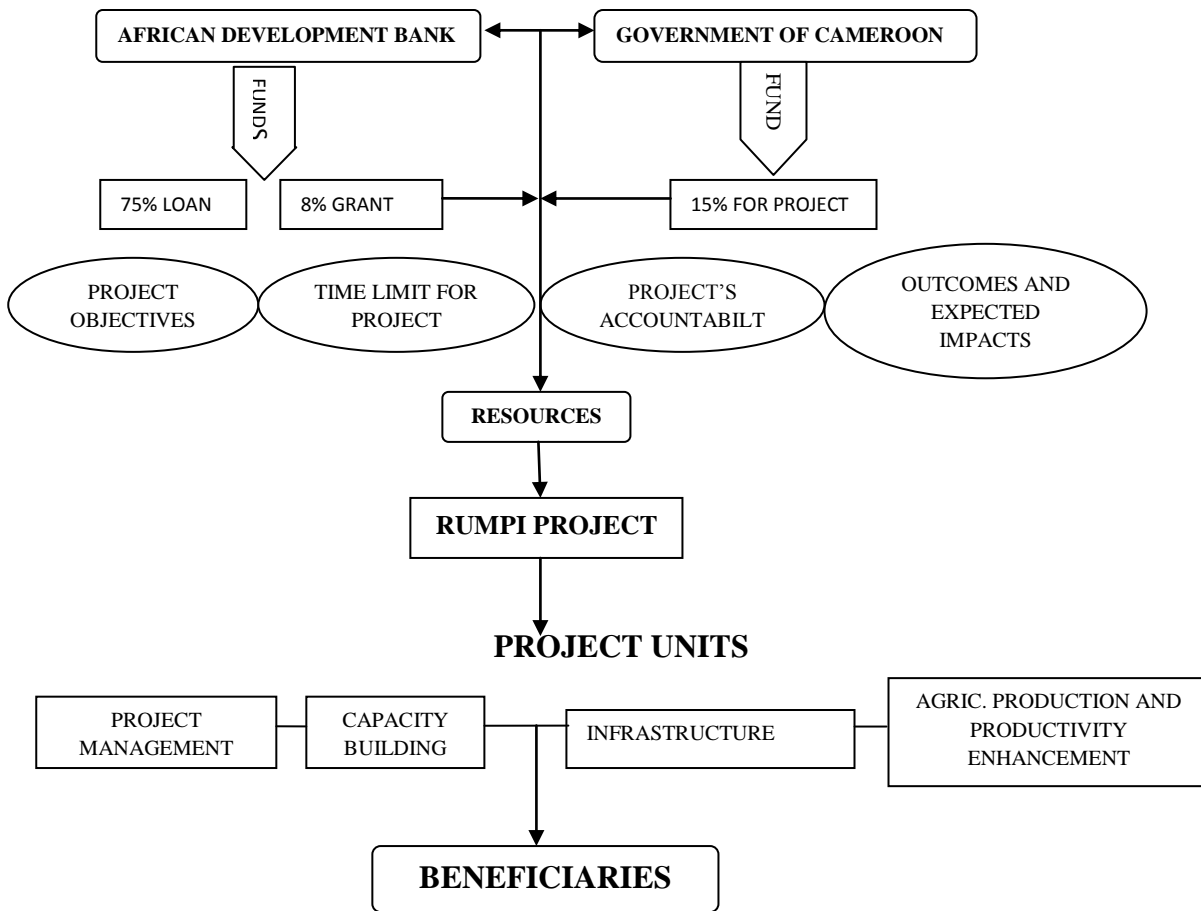 AFRICAN DEVELOPMENT BANK
GOVERNMENT OF CAMEROON
FUNDS
FUND
75% LOAN
8% GRANT
15% FOR PROJECT
PROJECT
OBJECTIVES
TIME LIMIT FOR
PROJECT
PROJECT’S
ACCOUNTABILT
OUTCOMES AND
EXPECTED
IMPACTS
RESOURCES
RUMPI PROJECT
PROJECT UNITS
PROJECT
MANAGEMENT
CAPACITY
BUILDING
INFRASTRUCTURE
AGRIC. PRODUCTION AND
PRODUCTIVITY
ENHANCEMENT
BENEFICIARIES